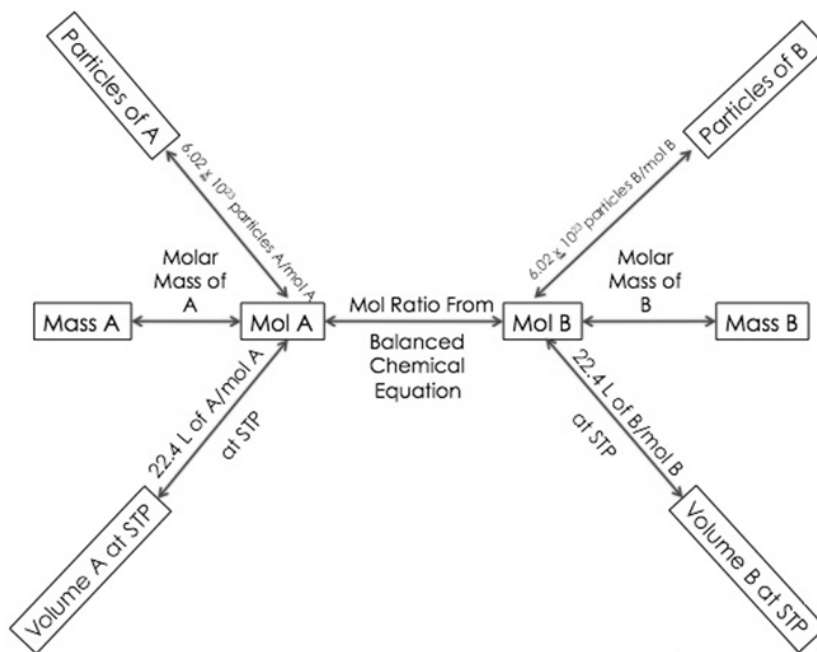 Particles of A
Particles of B
6.02 x 10²³ particles A/mol A
6.02 x 10²³ particles B/mol B
Molar
Mass of
A
Molar
Mass of
B
Mass A
Mol A
Mol Ratio From
Balanced
Chemical
Equation
Mol B
Mass B
22.4 L of A/mol A
at STP
22.4 L of B/mol B
at STP
Volume A at STP
Volume B at STP